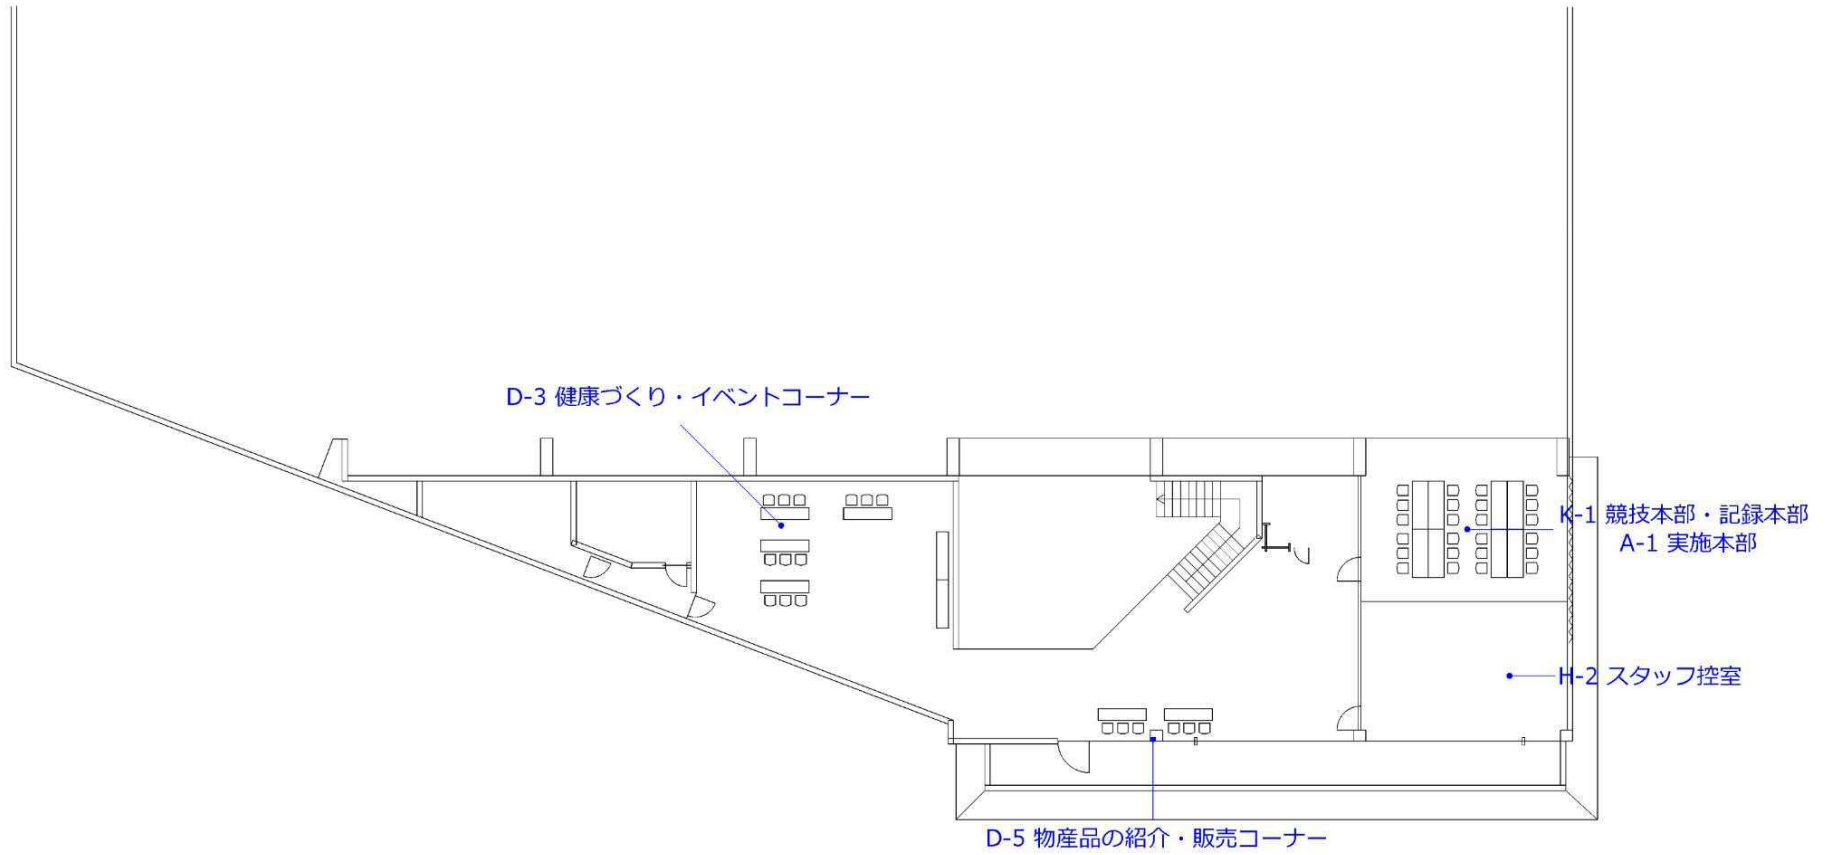 D-3 健康づくり・イベントコーナー
K-1 競技本部・記録本部
A-1 実施本部
H-2 スタッフ控室
D-5 物産品の紹介・販売コーナー